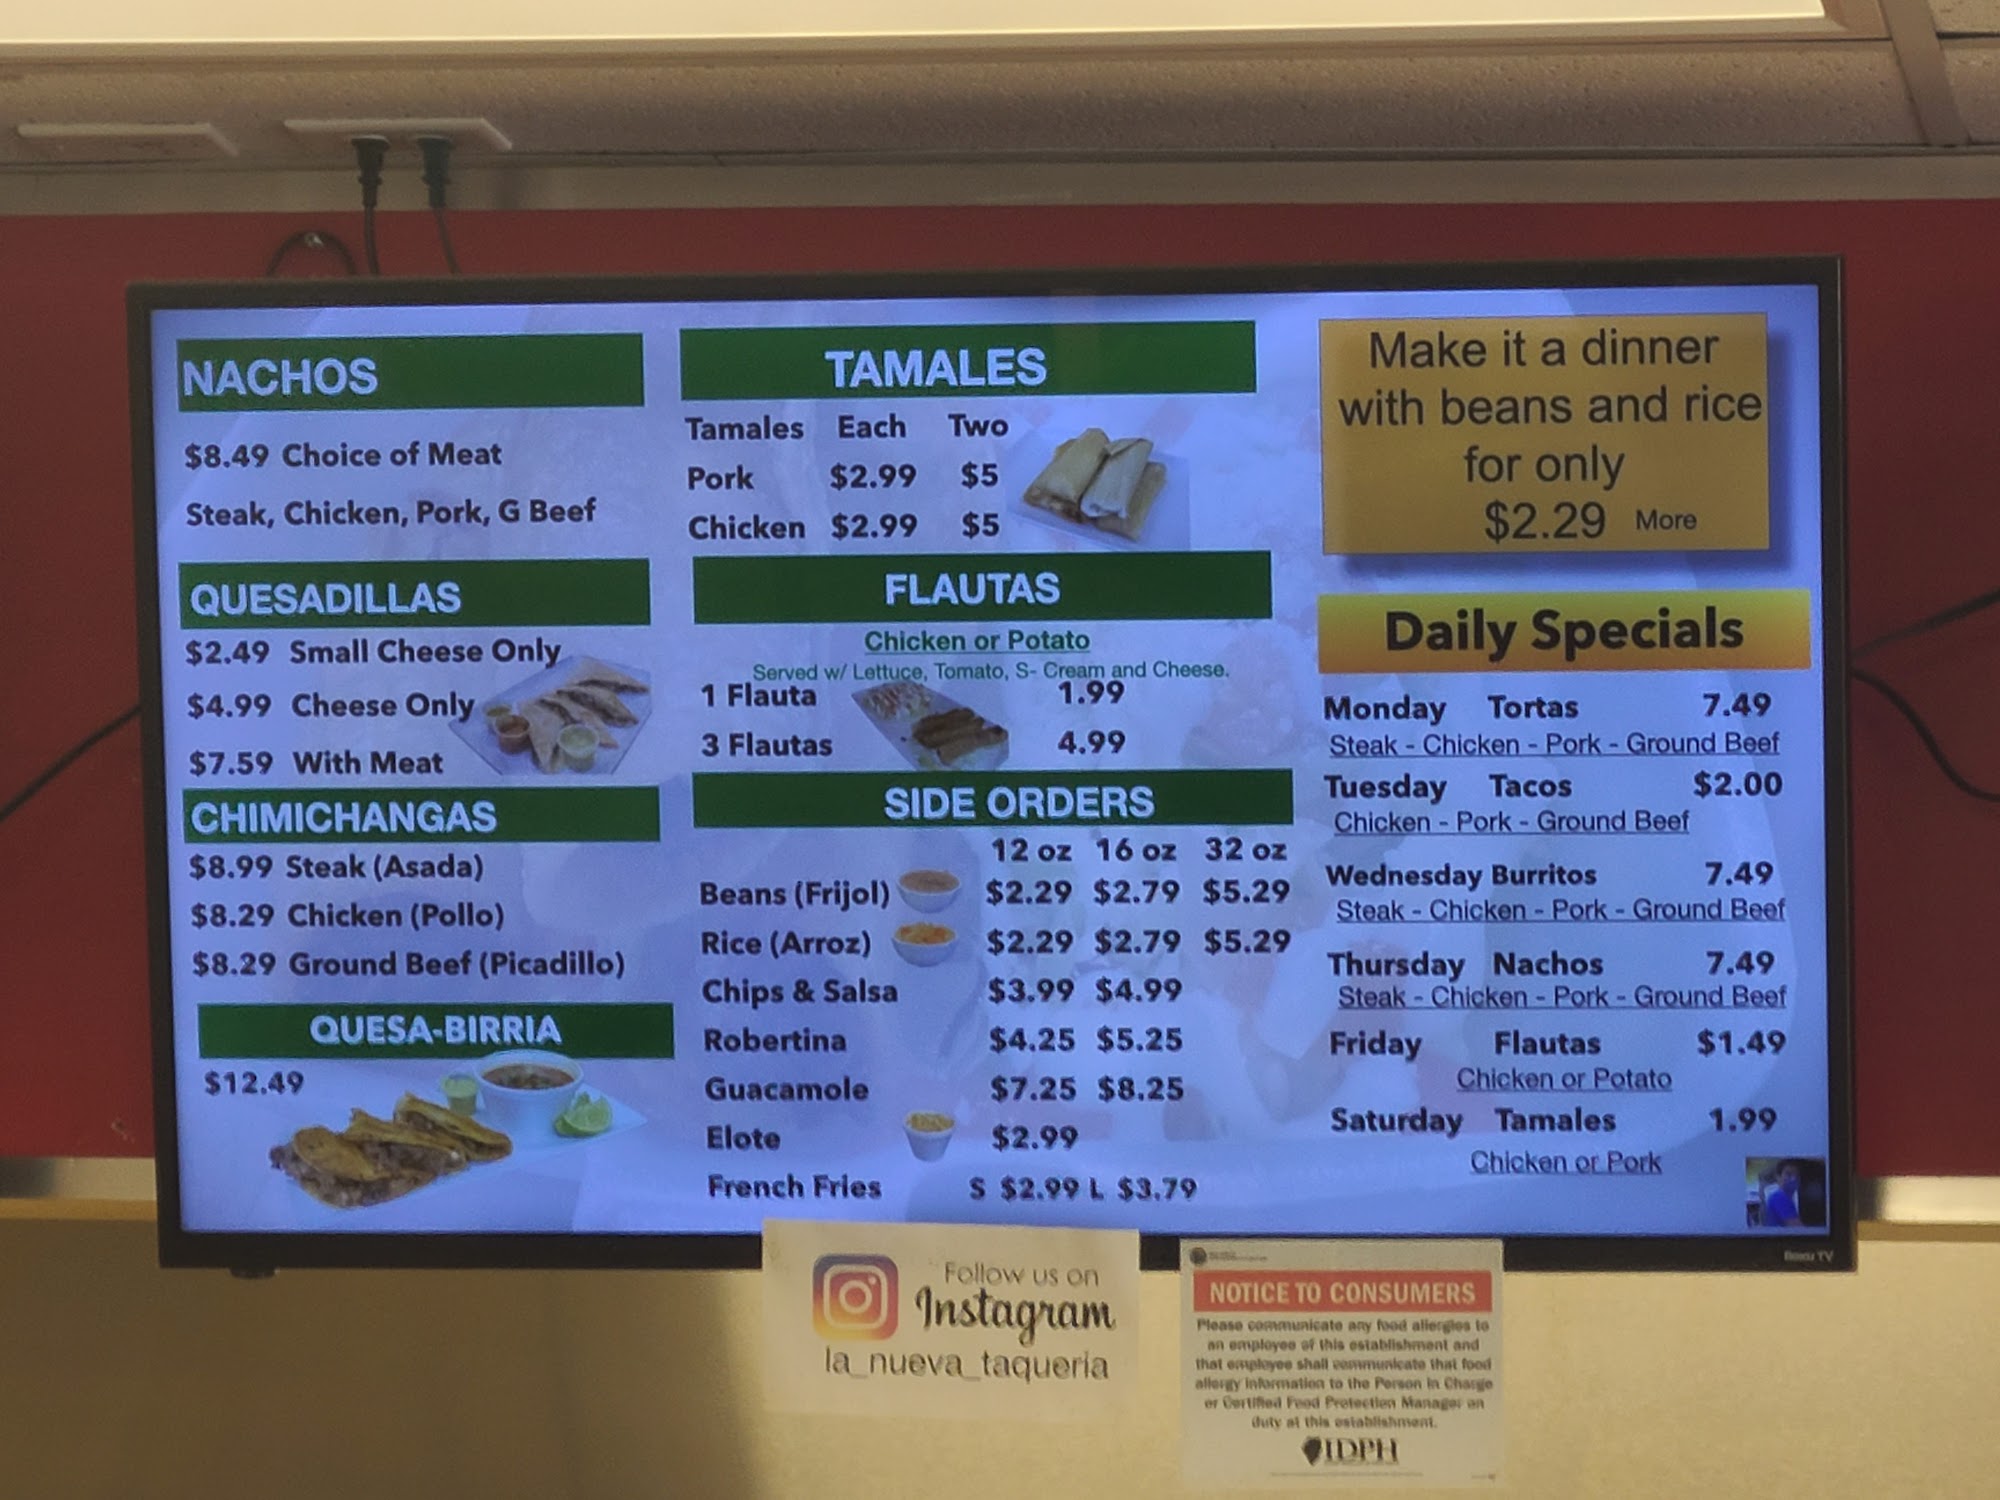 NACHOS
$8.49 Choice of Meat
Steak, Chicken, Pork, G Beef
QUESADILLAS
$2.49 Small Cheese Only
$4.99 Cheese Only
$7.59 With Meat
CHIMICHANGAS
$8.99 Steak (Asada)
$8.29 Chicken (Pollo)
$8.29 Ground Beef (Picadillo)
QUESA-BIRRIA
$12.49
TAMALES
Tamales Each Two
Pork $2.99 $5
Chicken $2.99 $5
FLAUTAS
Chicken or Potato
Served w/ Lettuce, Tomato, S- Cream and Cheese.
1 Flauta 1.99
3 Flautas 4.99
SIDE ORDERS
12 oz 16 oz 32 oz
Beans (Frijol) $2.29 $2.79 $5.29
Rice (Arroz) $2.29 $2.79 $5.29
Chips & Salsa $3.99 $4.99
Robertina $4.25 $5.25
Guacamole $7.25 $8.25
Elote $2.99
French Fries S $2.99 L $3.79
Make it a dinner
with beans and rice
for only
$2.29 More
Daily Specials
Monday Tortas 7.49
Steak - Chicken - Pork - Ground Beef
Tuesday Tacos $2.00
Chicken - Pork - Ground Beef
Wednesday Burritos 7.49
Steak - Chicken - Pork - Ground Beef
Thursday Nachos 7.49
Steak - Chicken - Pork - Ground Beef
Friday Flautas $1.49
Chicken or Potato
Saturday Tamales 1.99
Chicken or Pork
Roku TV
Follow us on
Instagram
la_nueva_taqueria
NOTICE TO CONSUMERS
Please communicate any food allergies to
an employee of this establishment and
that employee shall communicate that food
allergy information to the Person In Charge
or Certified Food Protection Manager on
duty at this establishment.
IDPH